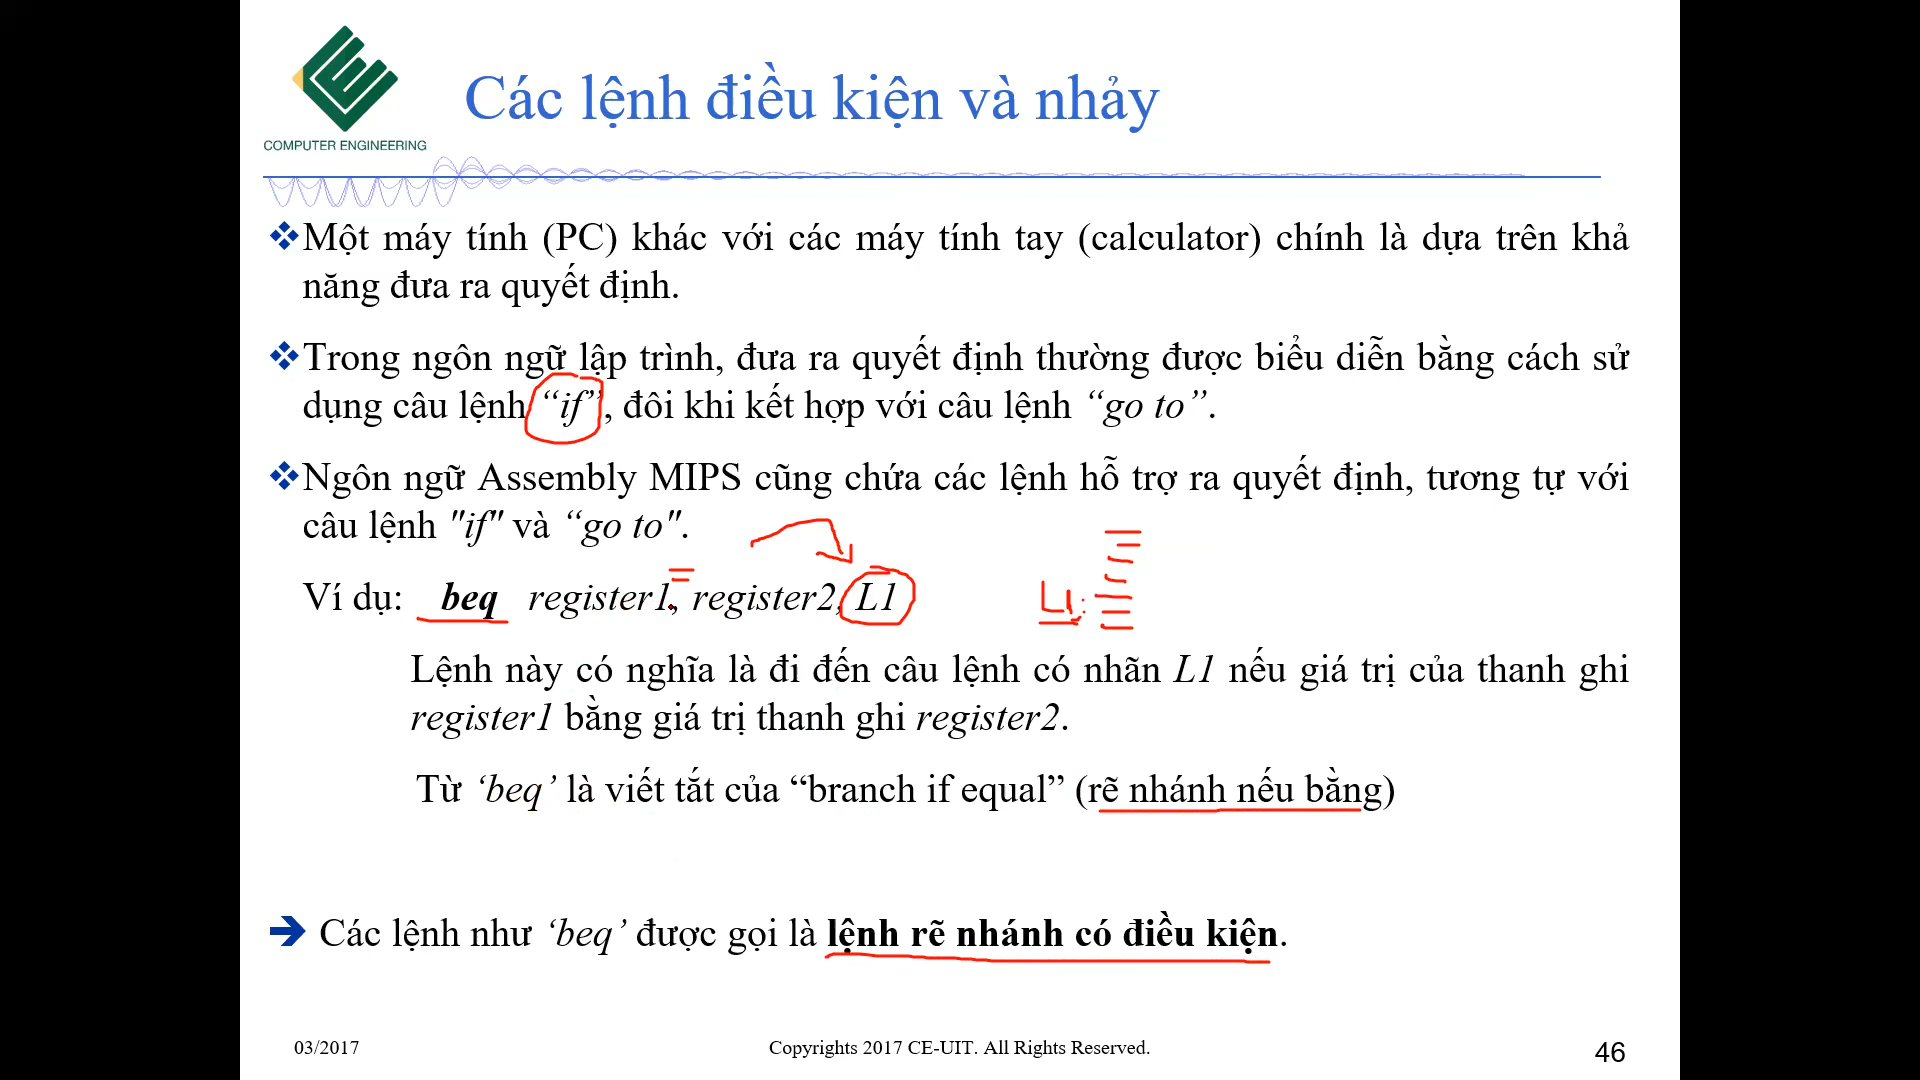 COMPUTER ENGINEERING
Các lệnh điều kiện và nhảy
Một máy tính (PC) khác với các máy tính tay (calculator) chính là dựa trên khả
năng đưa ra quyết định.
Trong ngôn ngữ lập trình, đưa ra quyết định thường được biểu diễn bằng cách sử
dụng câu lệnh “if”, đôi khi kết hợp với câu lệnh “go to”.
Ngôn ngữ Assembly MIPS cũng chứa các lệnh hỗ trợ ra quyết định, tương tự với
câu lệnh "if" và “go to".
Ví dụ: beq register1, register2, L1
L1:
Lệnh này có nghĩa là đi đến câu lệnh có nhãn L1 nếu giá trị của thanh ghi
register1 bằng giá trị thanh ghi register2.
Từ ‘beq’ là viết tắt của “branch if equal” (rẽ nhánh nếu bằng)
Các lệnh như ‘beq’ được gọi là lệnh rẽ nhánh có điều kiện.
03/2017
Copyrights 2017 CE-UIT. All Rights Reserved.
46